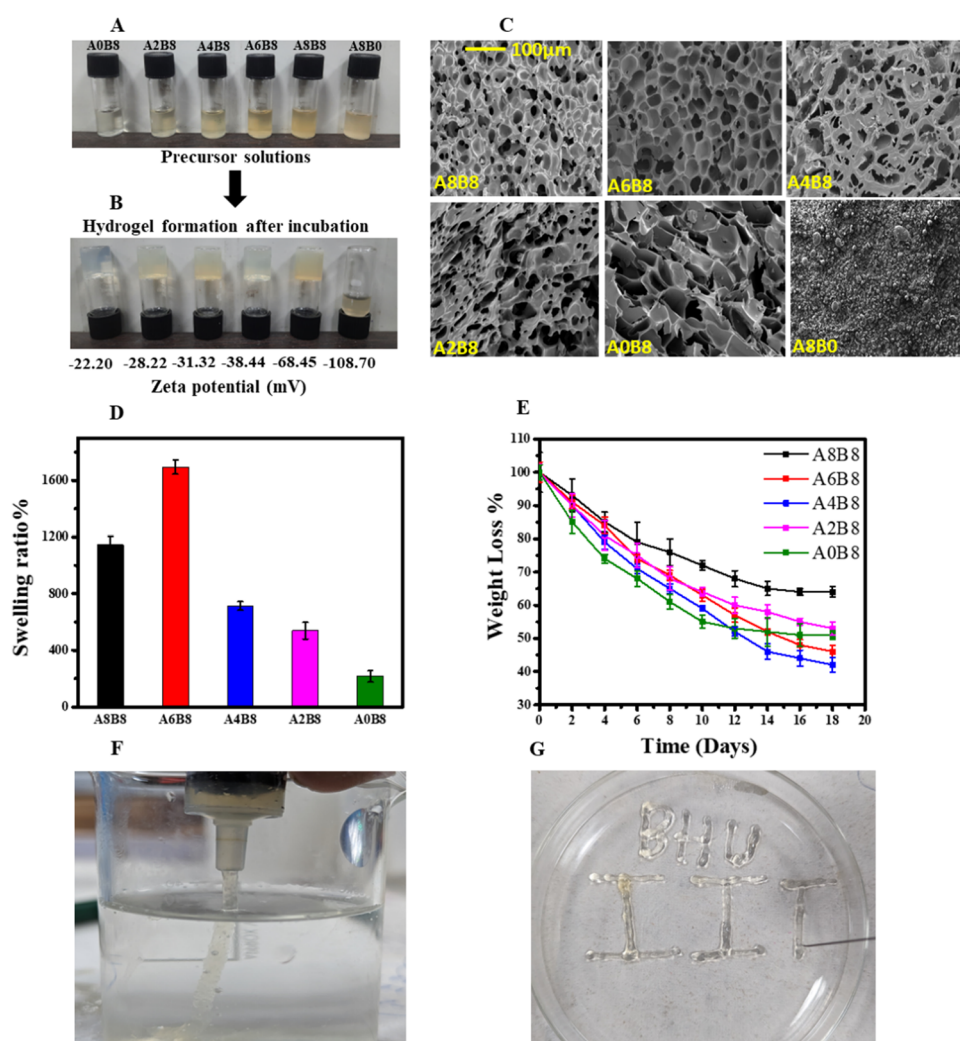 A
A0B8 A2B8 A4B8 A6B8 A8B8 A8B0
Precursor solutions
B
Hydrogel formation after incubation
-22.20 -28.22 -31.32 -38.44 -68.45 -108.70
Zeta potential (mV)
C
100µm
A8B8 A6B8 A4B8
A2B8 A0B8 A8B0
D
Swelling ratio%
1600
1200
800
400
0
A8B8 A6B8 A4B8 A2B8 A0B8
E
Weight Loss %
110
100
90
80
70
60
50
40
30
A8B8
A6B8
A4B8
A2B8
A0B8
0 2 4 6 8 10 12 14 16 18 20
Time (Days)
F
G
BHU
IIT